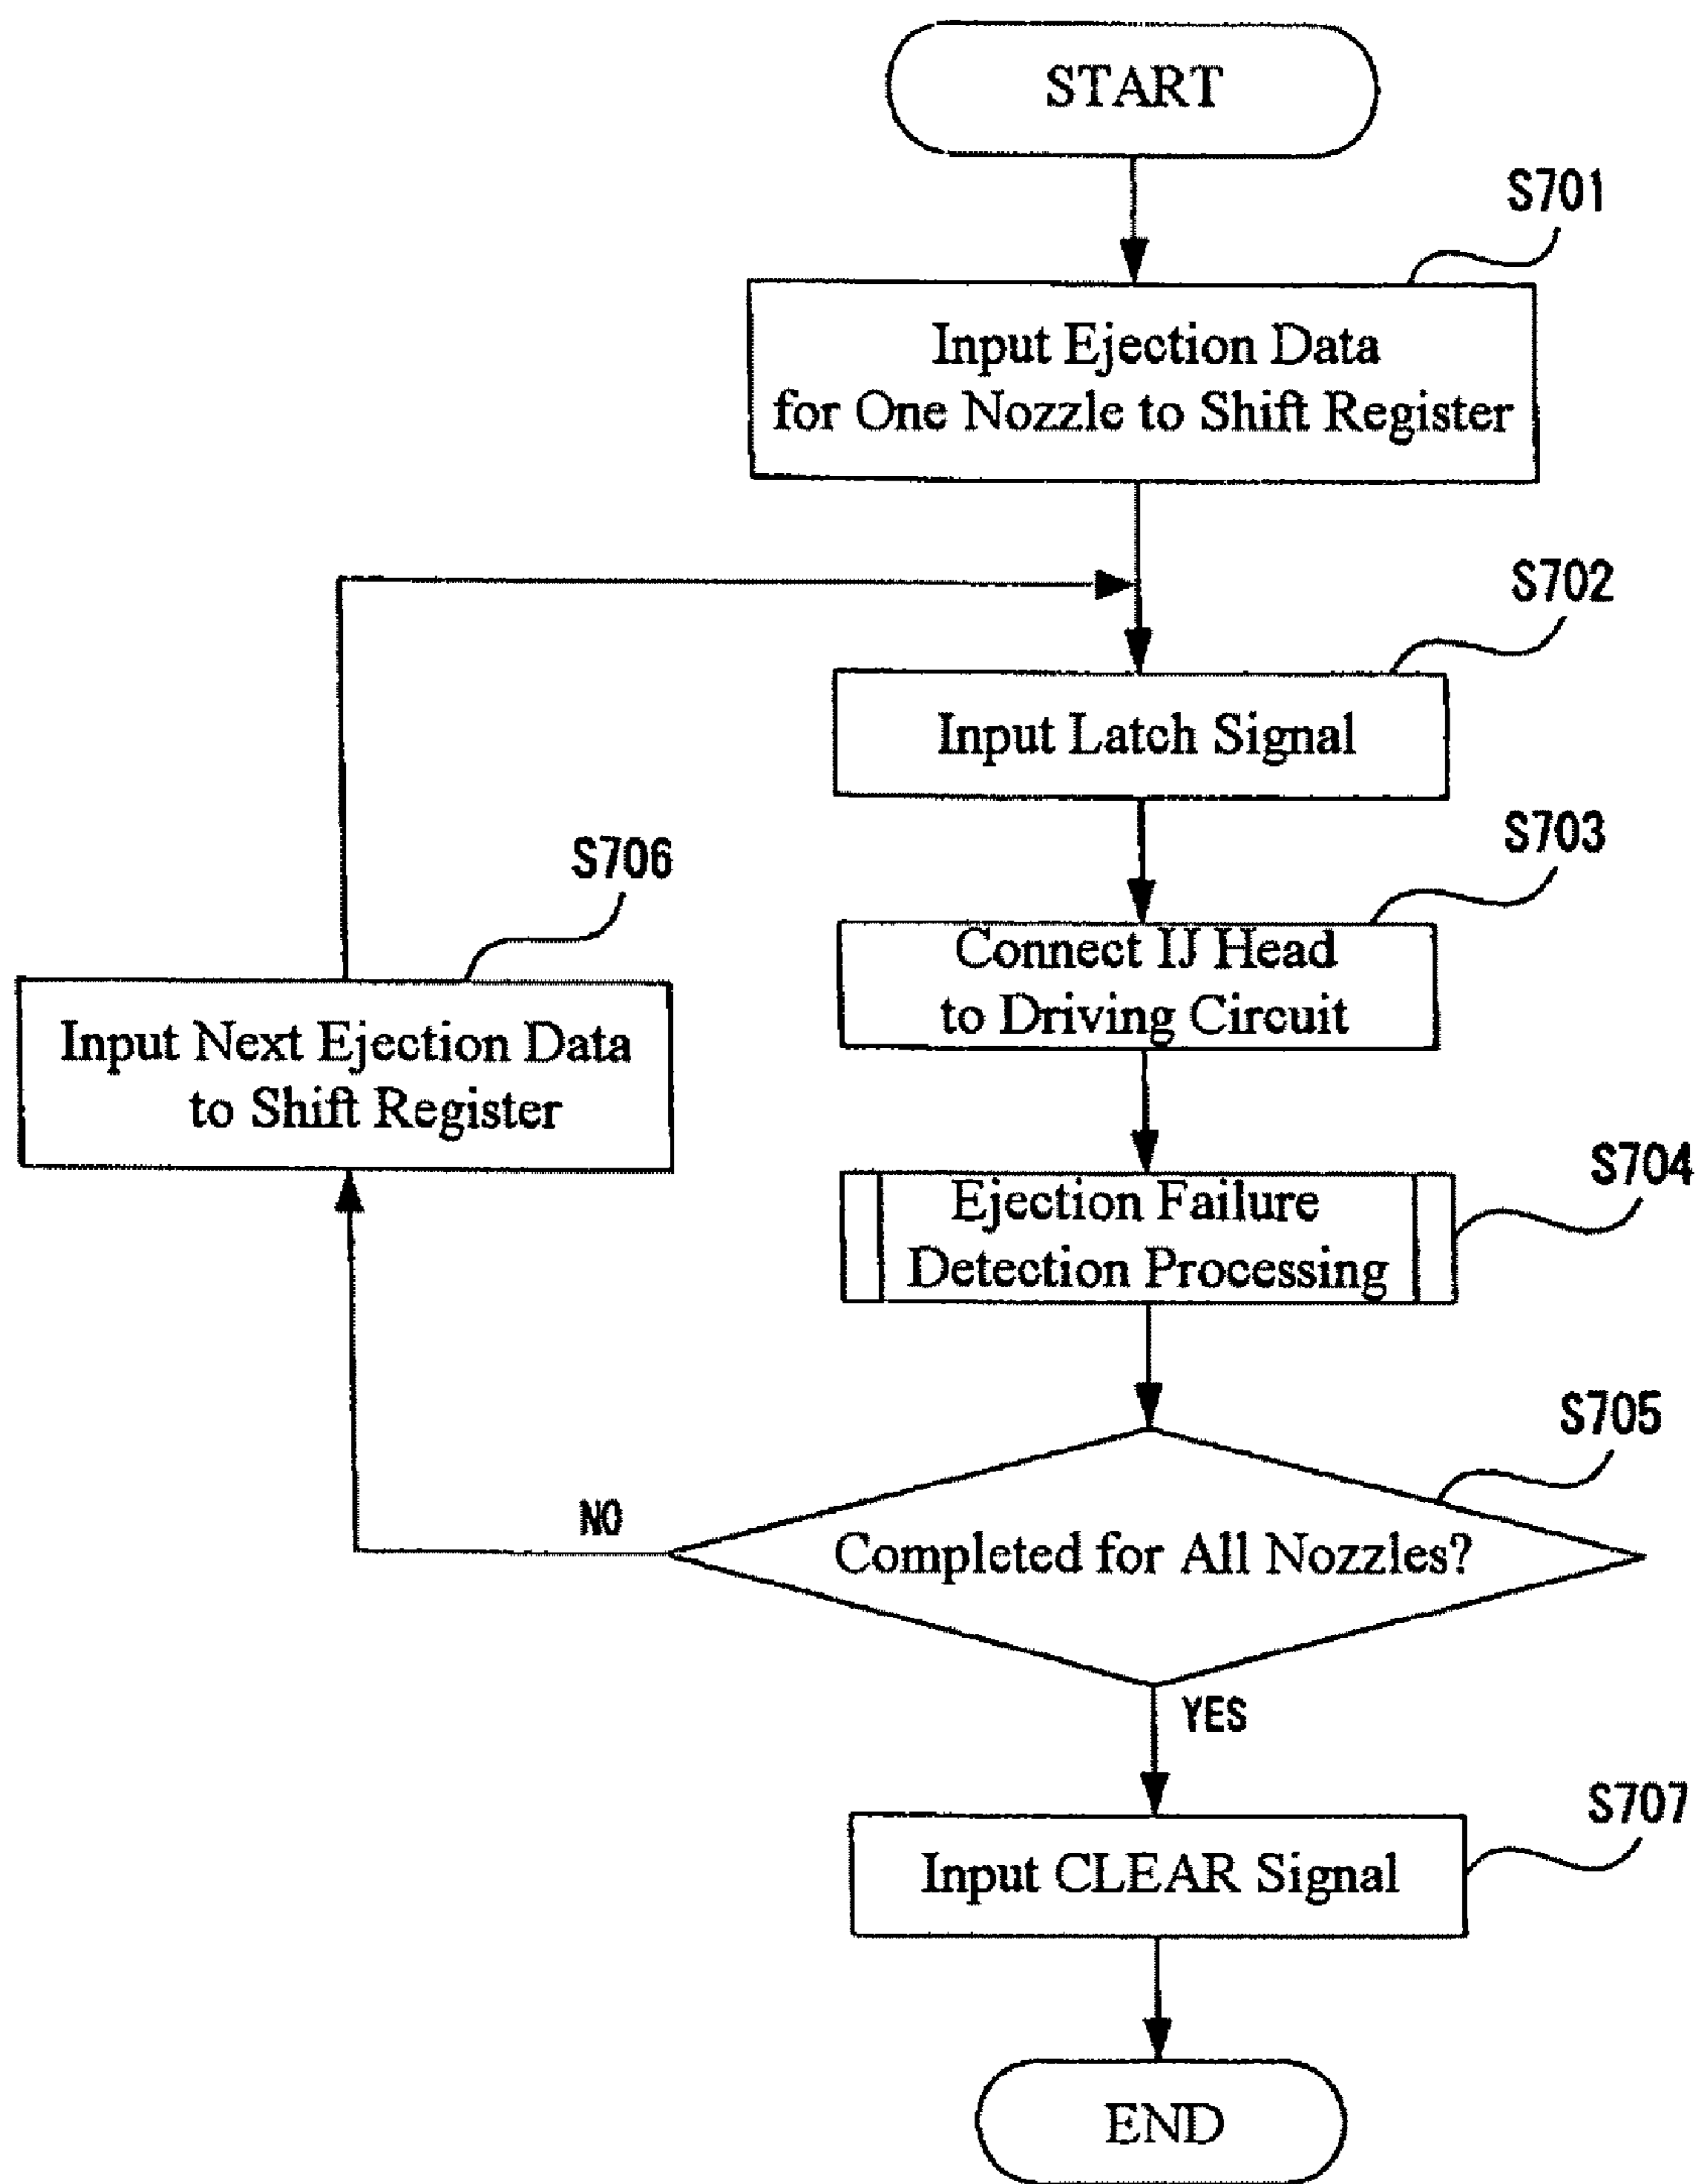 START
S701
Input Ejection Data
for One Nozzle to Shift Register
S702
Input Latch Signal
S703
Connect IJ Head
to Driving Circuit
S706
Input Next Ejection Data
to Shift Register
S704
Ejection Failure
Detection Processing
S705
NO
Completed for All Nozzles?
YES
S707
Input CLEAR Signal
END